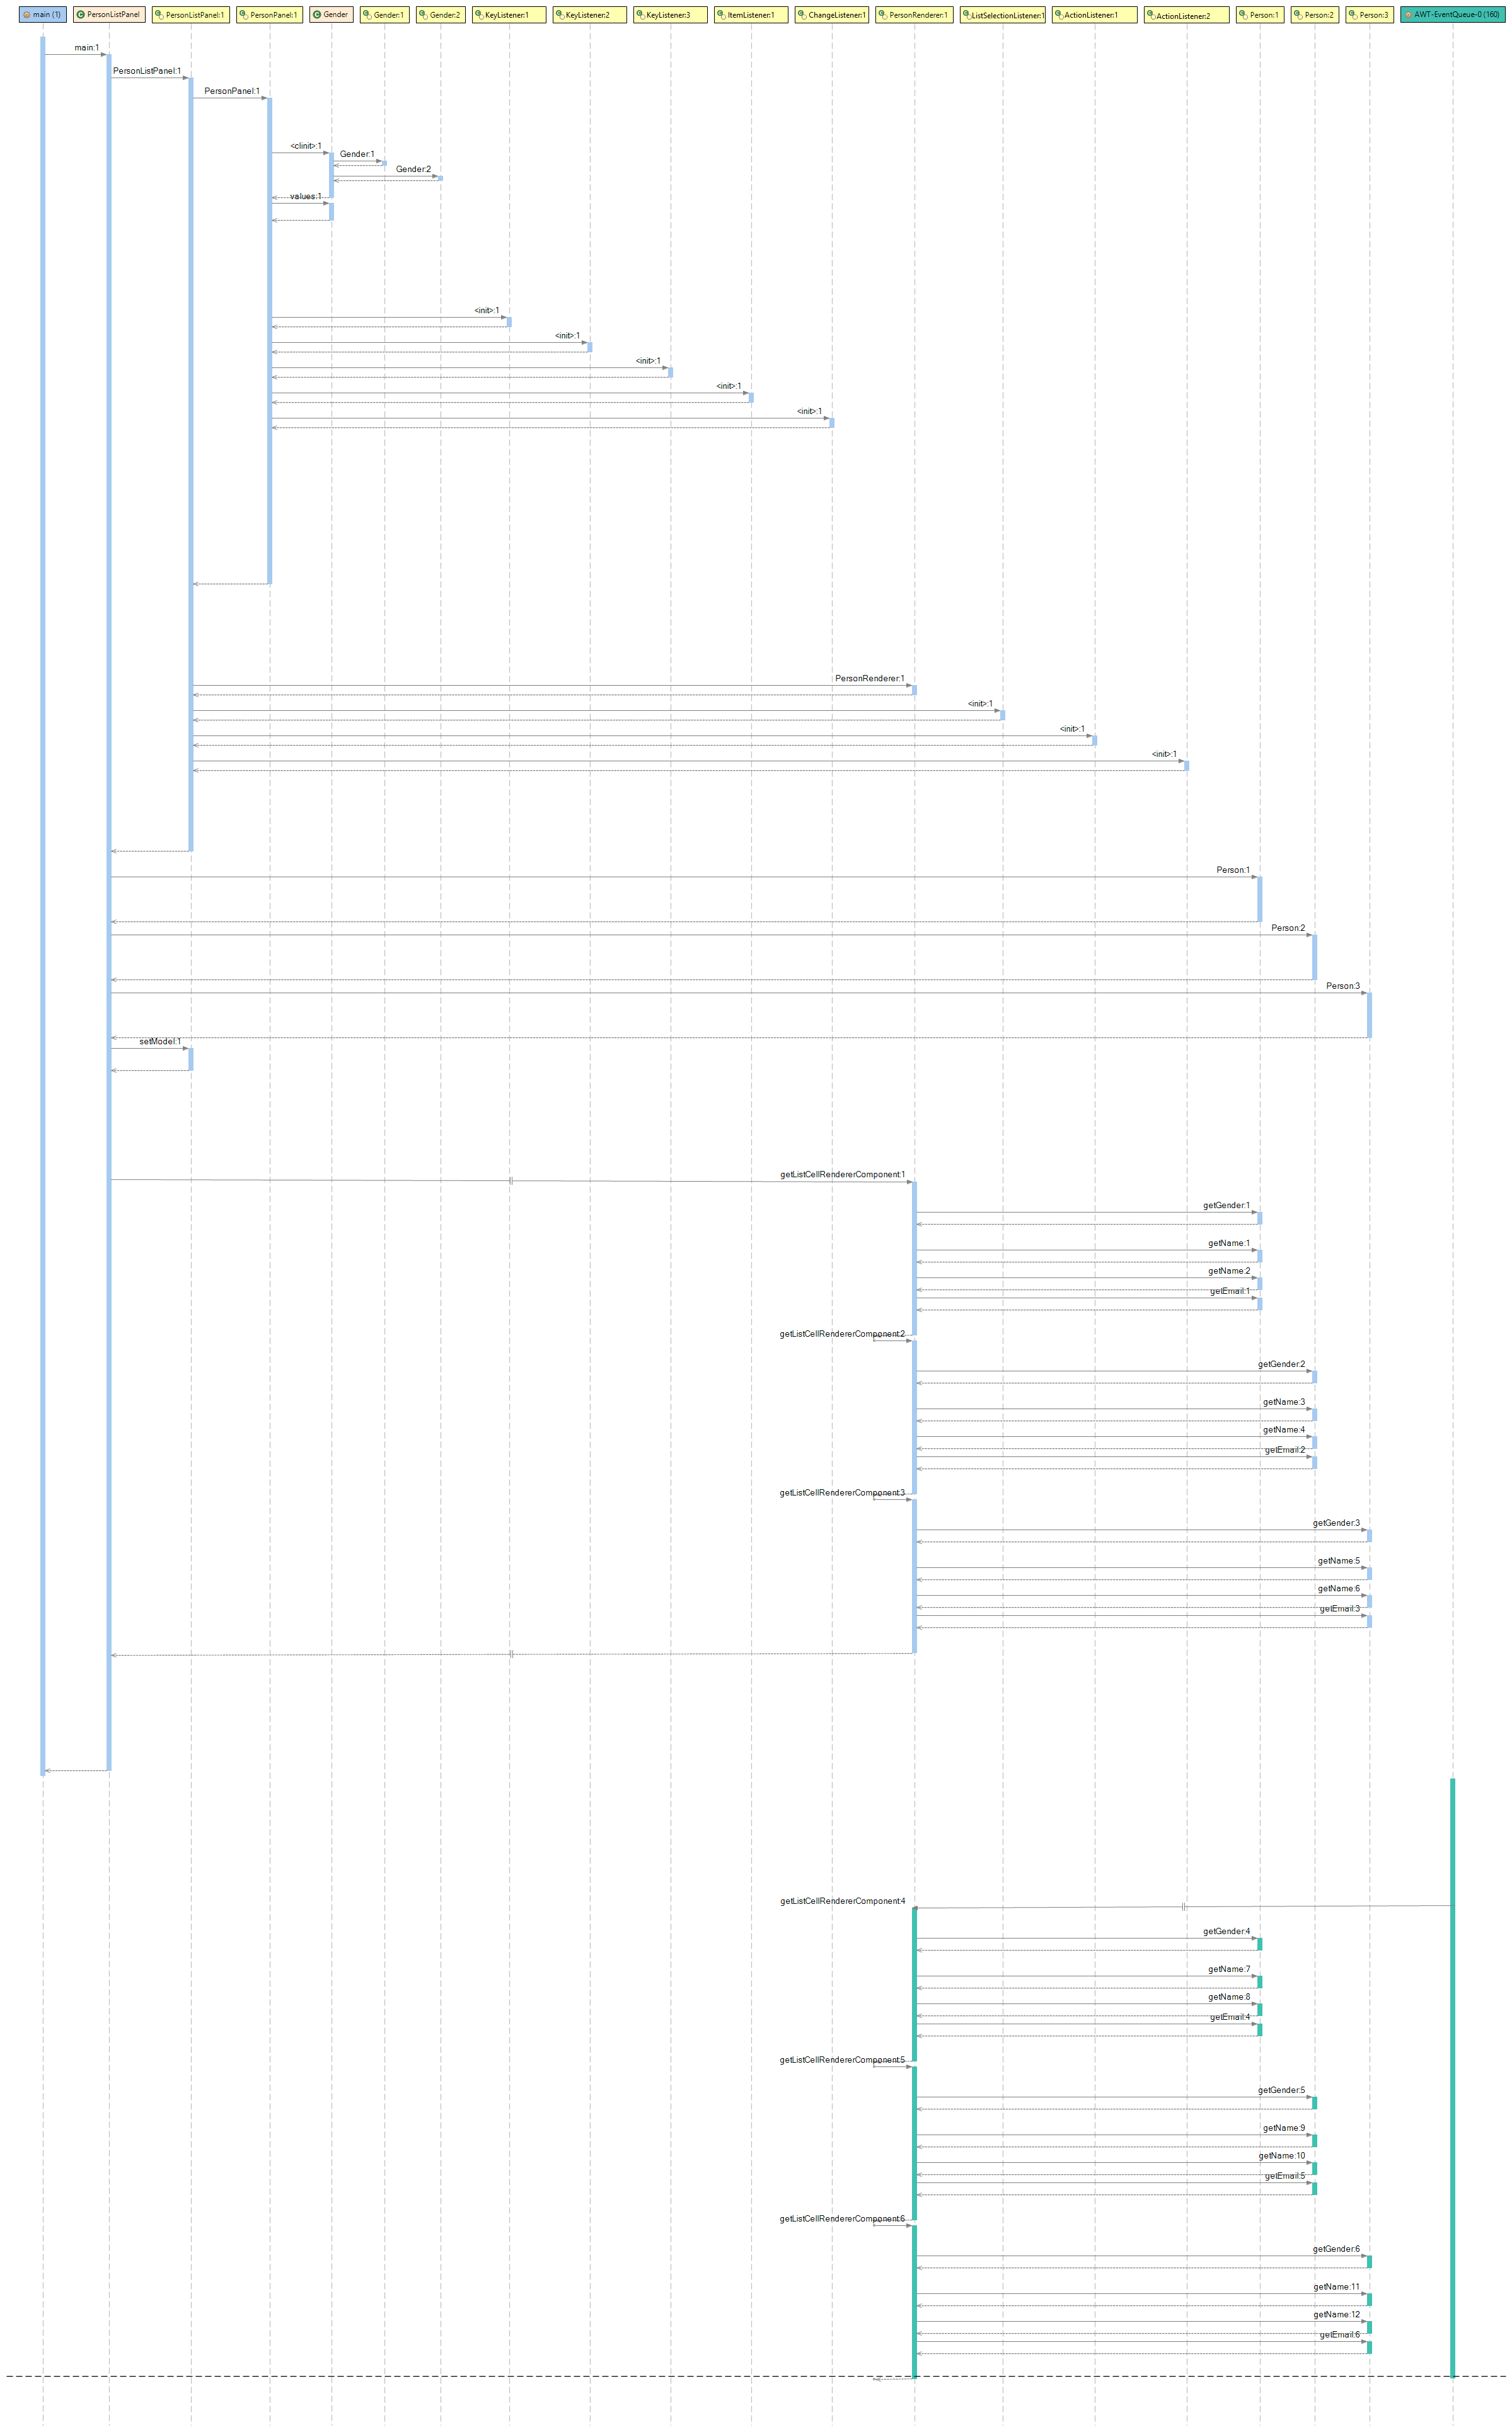 main (1)
PersonListPanel
PersonListPanel:1
PersonPanel:1
Gender
Gender:1
Gender:2
KeyListener:1
KeyListener:2
KeyListener:3
ItemListener:1
ChangeListener:1
PersonRenderer:1
ListSelectionListener:1
ActionListener:1
ActionListener:2
Person:1
Person:2
Person:3
AWT-EventQueue-0 (160)
main:1
PersonListPanel:1
PersonPanel:1
<clinit>:1
Gender:1
Gender:2
values:1
<init>:1
<init>:1
<init>:1
<init>:1
<init>:1
PersonRenderer:1
<init>:1
<init>:1
<init>:1
Person:1
Person:2
Person:3
setModel:1
getListCellRendererComponent:1
getGender:1
getName:1
getName:2
getEmail:1
getListCellRendererComponent:2
getGender:2
getName:3
getName:4
getEmail:2
getListCellRendererComponent:3
getGender:3
getName:5
getName:6
getEmail:3
getListCellRendererComponent:4
getGender:4
getName:7
getName:8
getEmail:4
getListCellRendererComponent:5
getGender:5
getName:9
getName:10
getEmail:5
getListCellRendererComponent:6
getGender:6
getName:11
getName:12
getEmail:6